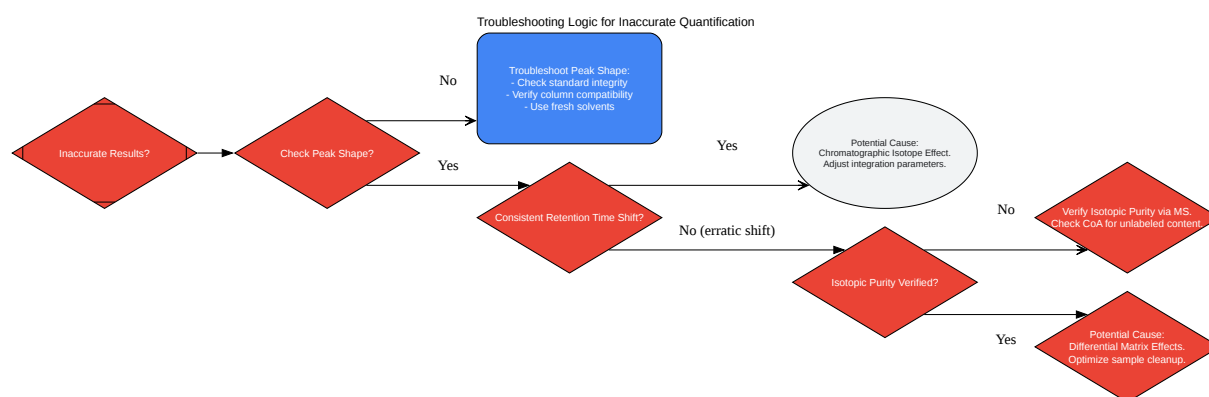 Troubleshooting Logic for Inaccurate Quantification
Inaccurate Results?
Check Peak Shape?
No
Troubleshoot Peak Shape:
- Check standard integrity
- Verify column compatibility
- Use fresh solvents
Yes
Consistent Retention Time Shift?
Yes
Potential Cause:
Chromatographic Isotope Effect.
Adjust integration parameters.
No (erratic shift)
Isotopic Purity Verified?
No
Verify Isotopic Purity via MS.
Check CoA for unlabeled content.
Yes
Potential Cause:
Differential Matrix Effects.
Optimize sample cleanup.